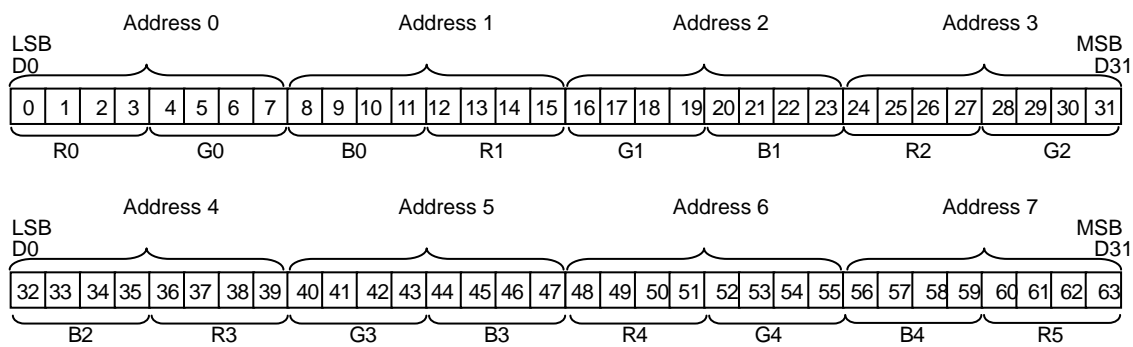 Address 0 Address 1 Address 2 Address 3
LSB MSB
D0 D31
0 1 2 3 4 5 6 7 8 9 10 11 12 13 14 15 16 17 18 19 20 21 22 23 24 25 26 27 28 29 30 31
R0 G0 B0 R1 G1 B1 R2 G2
Address 4 Address 5 Address 6 Address 7
LSB MSB
D0 D31
32 33 34 35 36 37 38 39 40 41 42 43 44 45 46 47 48 49 50 51 52 53 54 55 56 57 58 59 60 61 62 63
B2 R3 G3 B3 R4 G4 B4 R5